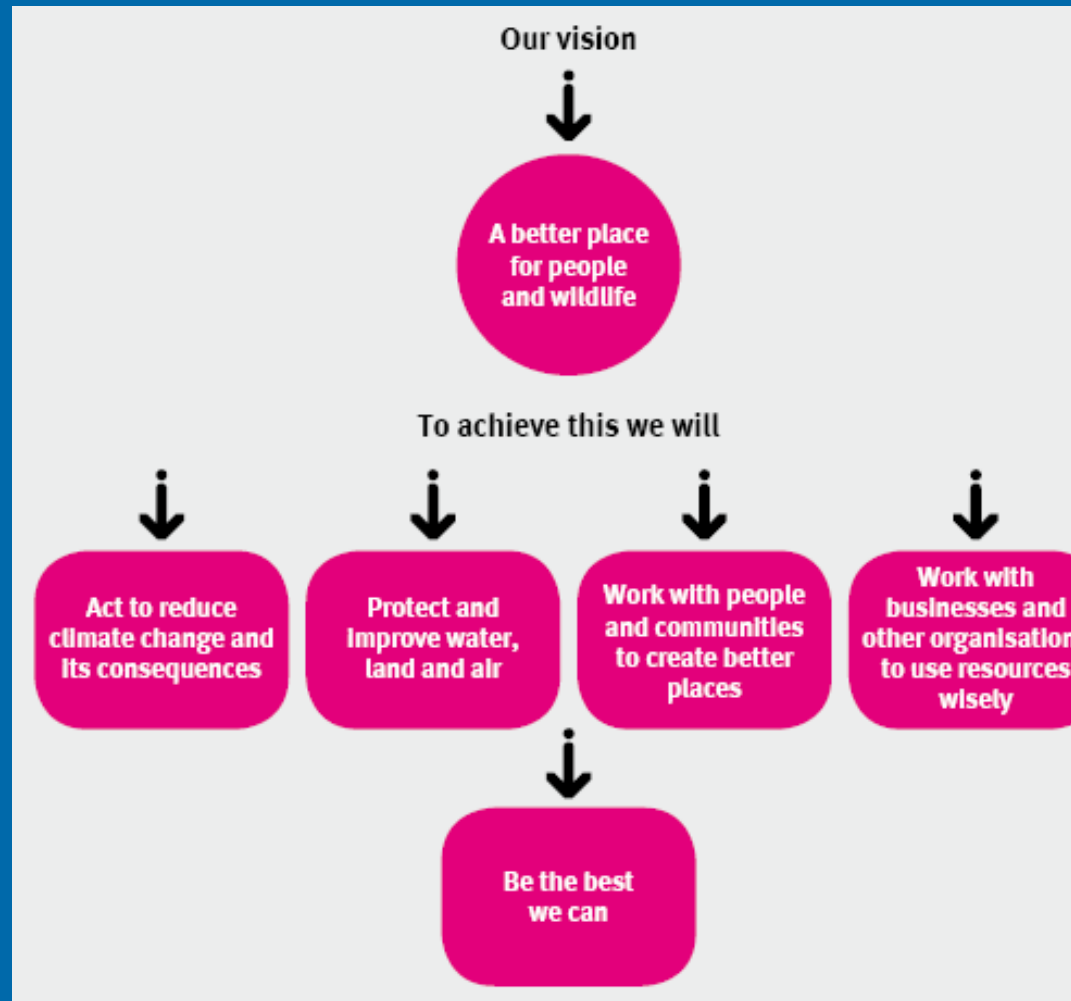 Our vision
A better place
for people
and wildlife
To achieve this we will
Act to reduce
climate change and
its consequences
Protect and
improve water,
land and air
Work with people
and communities
to create better
places
Work with
businesses and
other organisation
to use resources
wisely
Be the best
we can